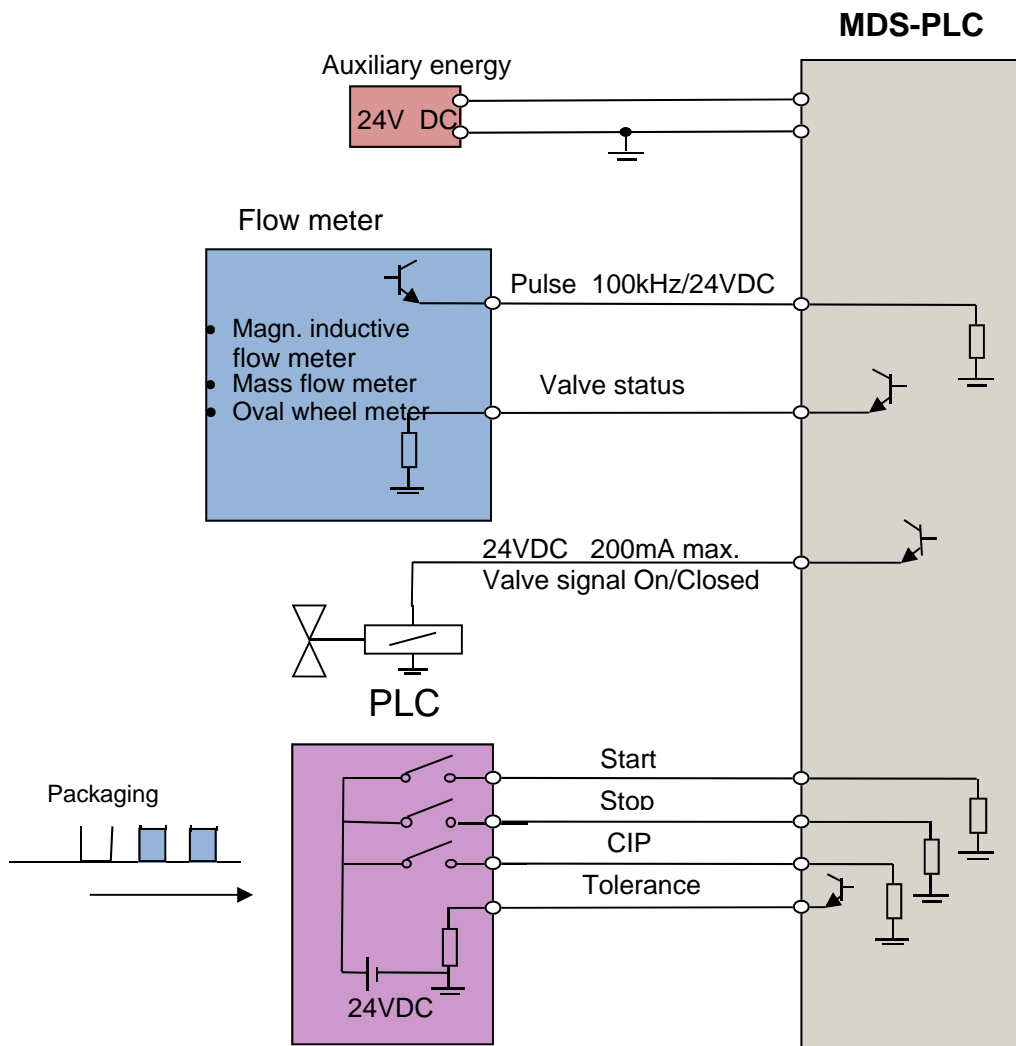 MDS-PLC
Auxiliary energy
24V DC
Flow meter
Pulse 100kHz/24VDC
• Magn. inductive
flow meter
• Mass flow meter
• Oval wheel meter
Valve status
24VDC 200mA max.
Valve signal On/Closed
PLC
Start
Packaging
Stop
CIP
Tolerance
24VDC